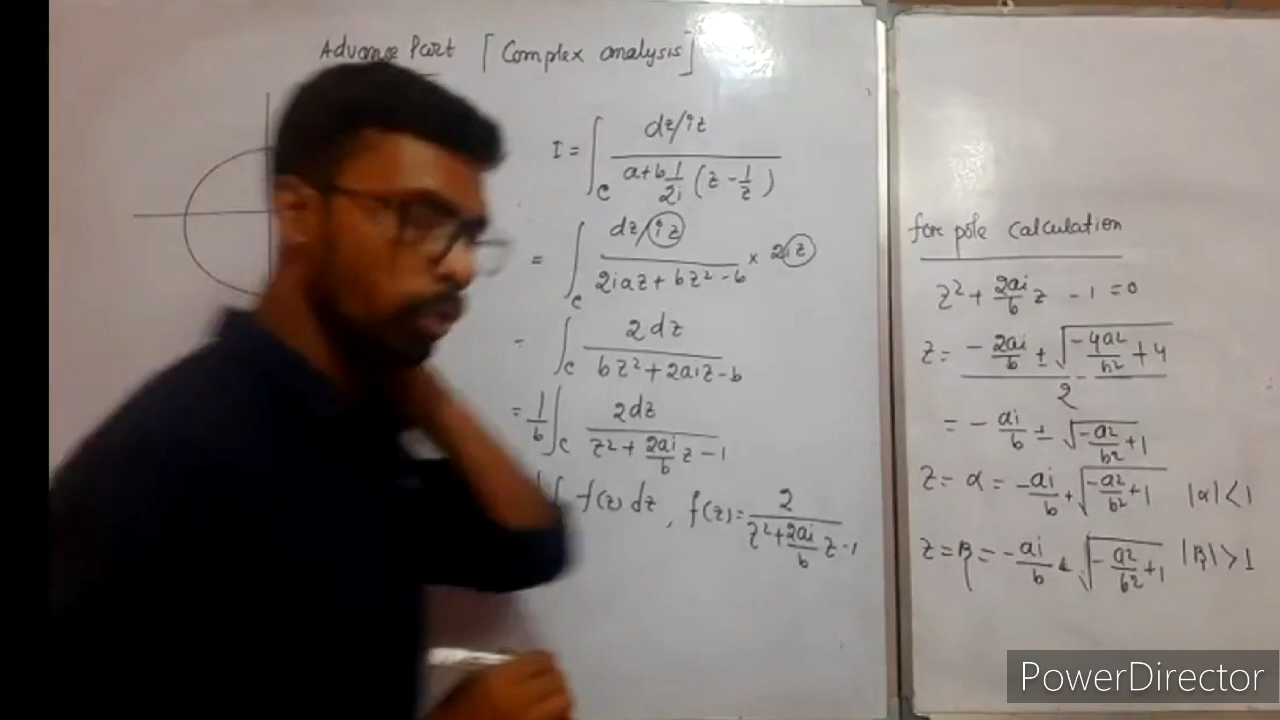 Advance Part [Complex analysis]
I = ∫_C (dz/iz) / (a+b 1/2i (z - 1/z))
= ∫_C (dz/iz) / (2iaz + bz² - b) × 2iz
= ∫_C 2dz / (bz² + 2aiz - b)
= 1/b ∫_C 2dz / (z² + 2ai/b z - 1)
∫ f(z) dz, f(z) = 2 / (z² + 2ai/b z - 1)
fore pole calculation
z² + 2ai/b z - 1 = 0
z = (- 2ai/b ± √(-4a²/b² + 4)) / 2
= - ai/b ± √(-a²/b² + 1)
z = α = -ai/b + √(-a²/b² + 1) |α| < 1
z = β = -ai/b - √(-a²/b² + 1) |β| > 1
PowerDirector